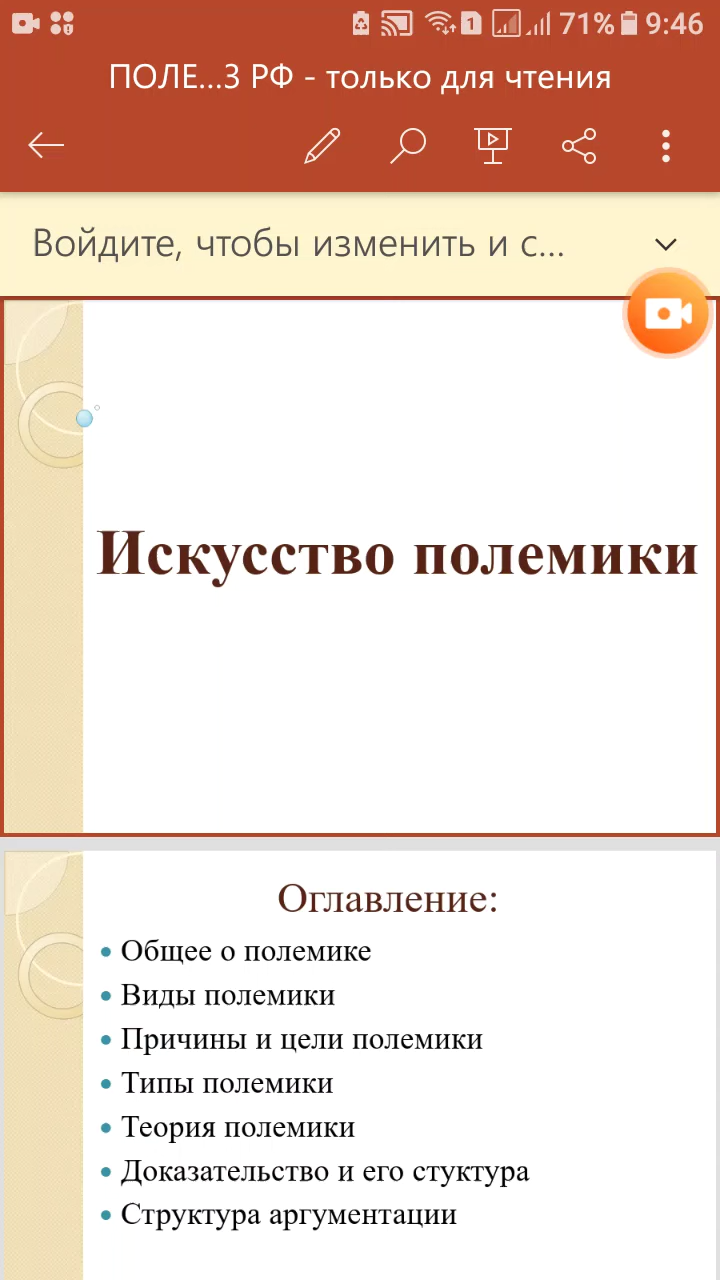 71% 9:46
ПОЛЕ...З РФ - только для чтения
Войдите, чтобы изменить и с...
Искусство полемики
Оглавление:
• Общее о полемике
• Виды полемики
• Причины и цели полемики
• Типы полемики
• Теория полемики
• Доказательство и его стуктура
• Структура аргументации